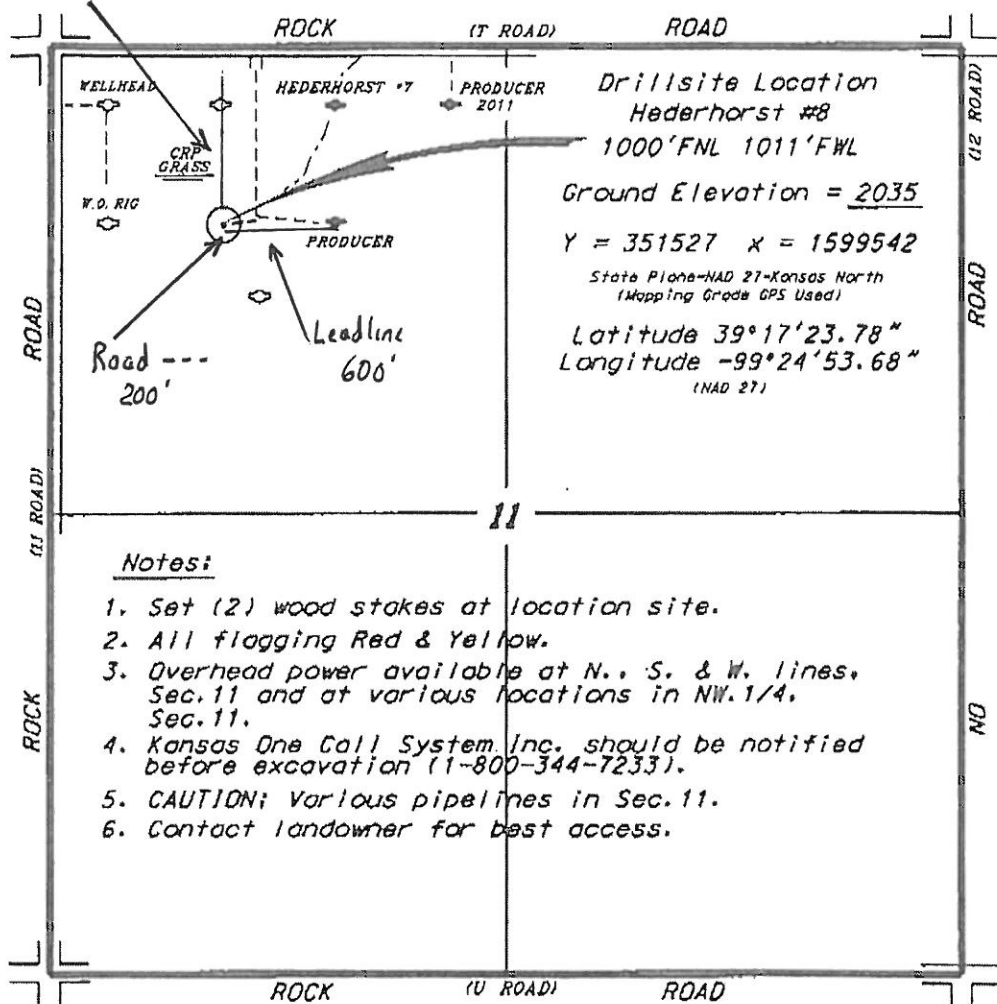 ROCK (T ROAD) ROAD
WELLHEAD
HEDERHORST #7
PRODUCER
2011
CRP
GRASS
W.O. RIG
PRODUCER
Road ---
200'
Leadline
600'
Drillsite Location
Hederhorst #8
1000'FNL 1011'FWL
Ground Elevation = 2035
Y = 351527 x = 1599542
State Plane-NAD 27-Kansas North
(Mapping Grade GPS Used)
Latitude 39°17'23.78"
Longitude -99°24'53.68"
(NAD 27)
(12 ROAD)
ROAD
NO
ROAD
(11 ROAD)
ROCK
11
Notes:
1. Set (2) wood stakes at location site.
2. All flagging Red & Yellow.
3. Overhead power available at N., S. & W. lines,
Sec. 11 and at various locations in NW. 1/4,
Sec. 11.
4. Kansas One Call System Inc. should be notified
before excavation (1-800-344-7233).
5. CAUTION: Various pipelines in Sec. 11.
6. Contact landowner for best access.
ROCK (U ROAD) ROAD